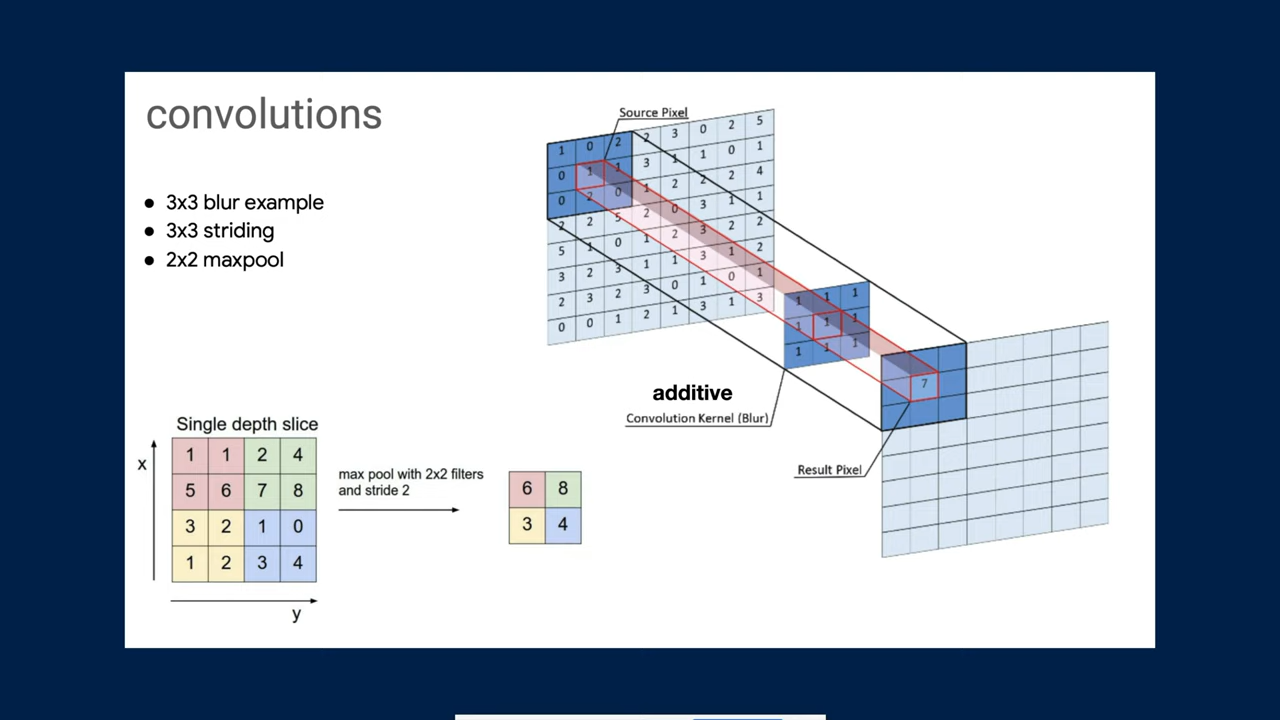 convolutions
● 3x3 blur example
● 3x3 striding
● 2x2 maxpool
Source Pixel
1 0 2 2 3 0 2 5
0 1 1 3 1 1 0 1
0 2 0 1 2 2 2 4
2 2 5 2 0 3 1 1
5 1 0 1 2 3 2 2
3 2 3 1 1 3 1 2
2 3 2 3 0 1 0 1
0 0 1 2 1 3 1 3
1 1 1
1 1 1
1 1 1
7
additive
Convolution Kernel (Blur)
Result Pixel
Single depth slice
x
1 1 2 4
5 6 7 8
3 2 1 0
1 2 3 4
y
max pool with 2x2 filters
and stride 2
6 8
3 4